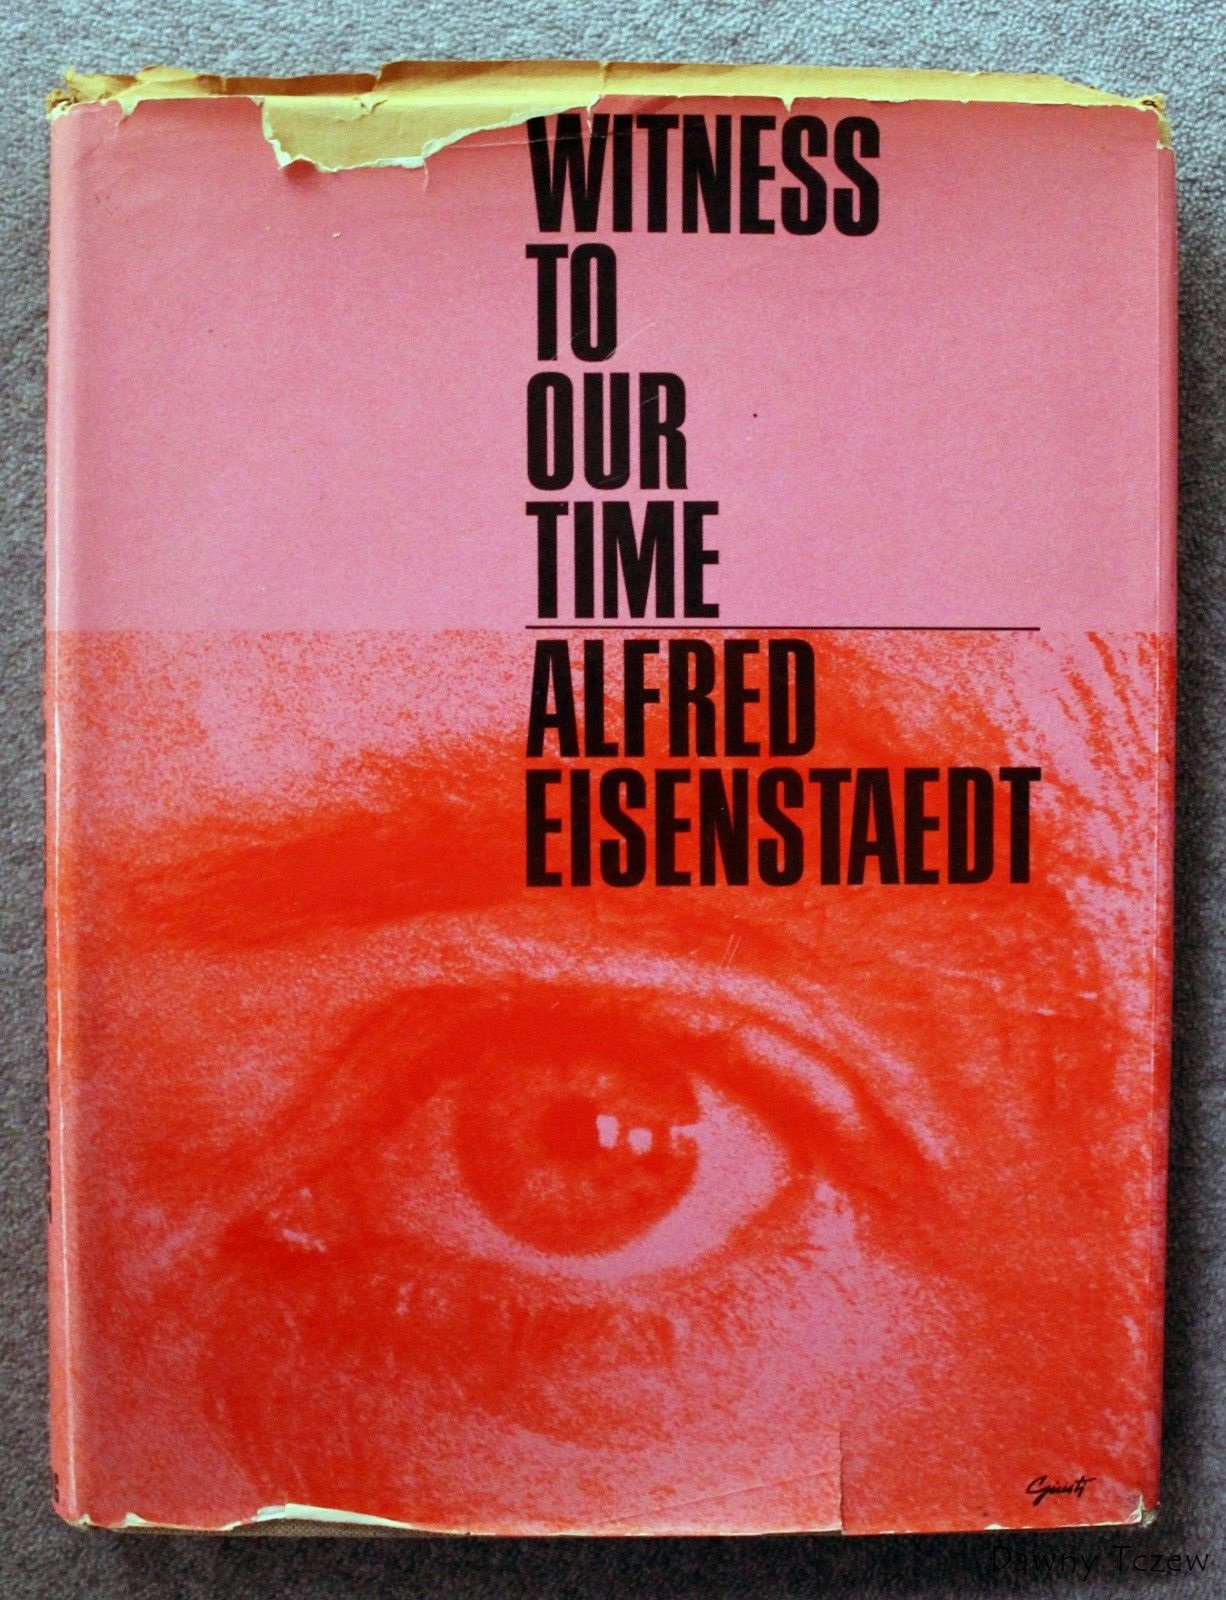 WITNESS
TO
OUR
TIME
ALFRED
EISENSTAEDT
Giusti
Dawny Tczew